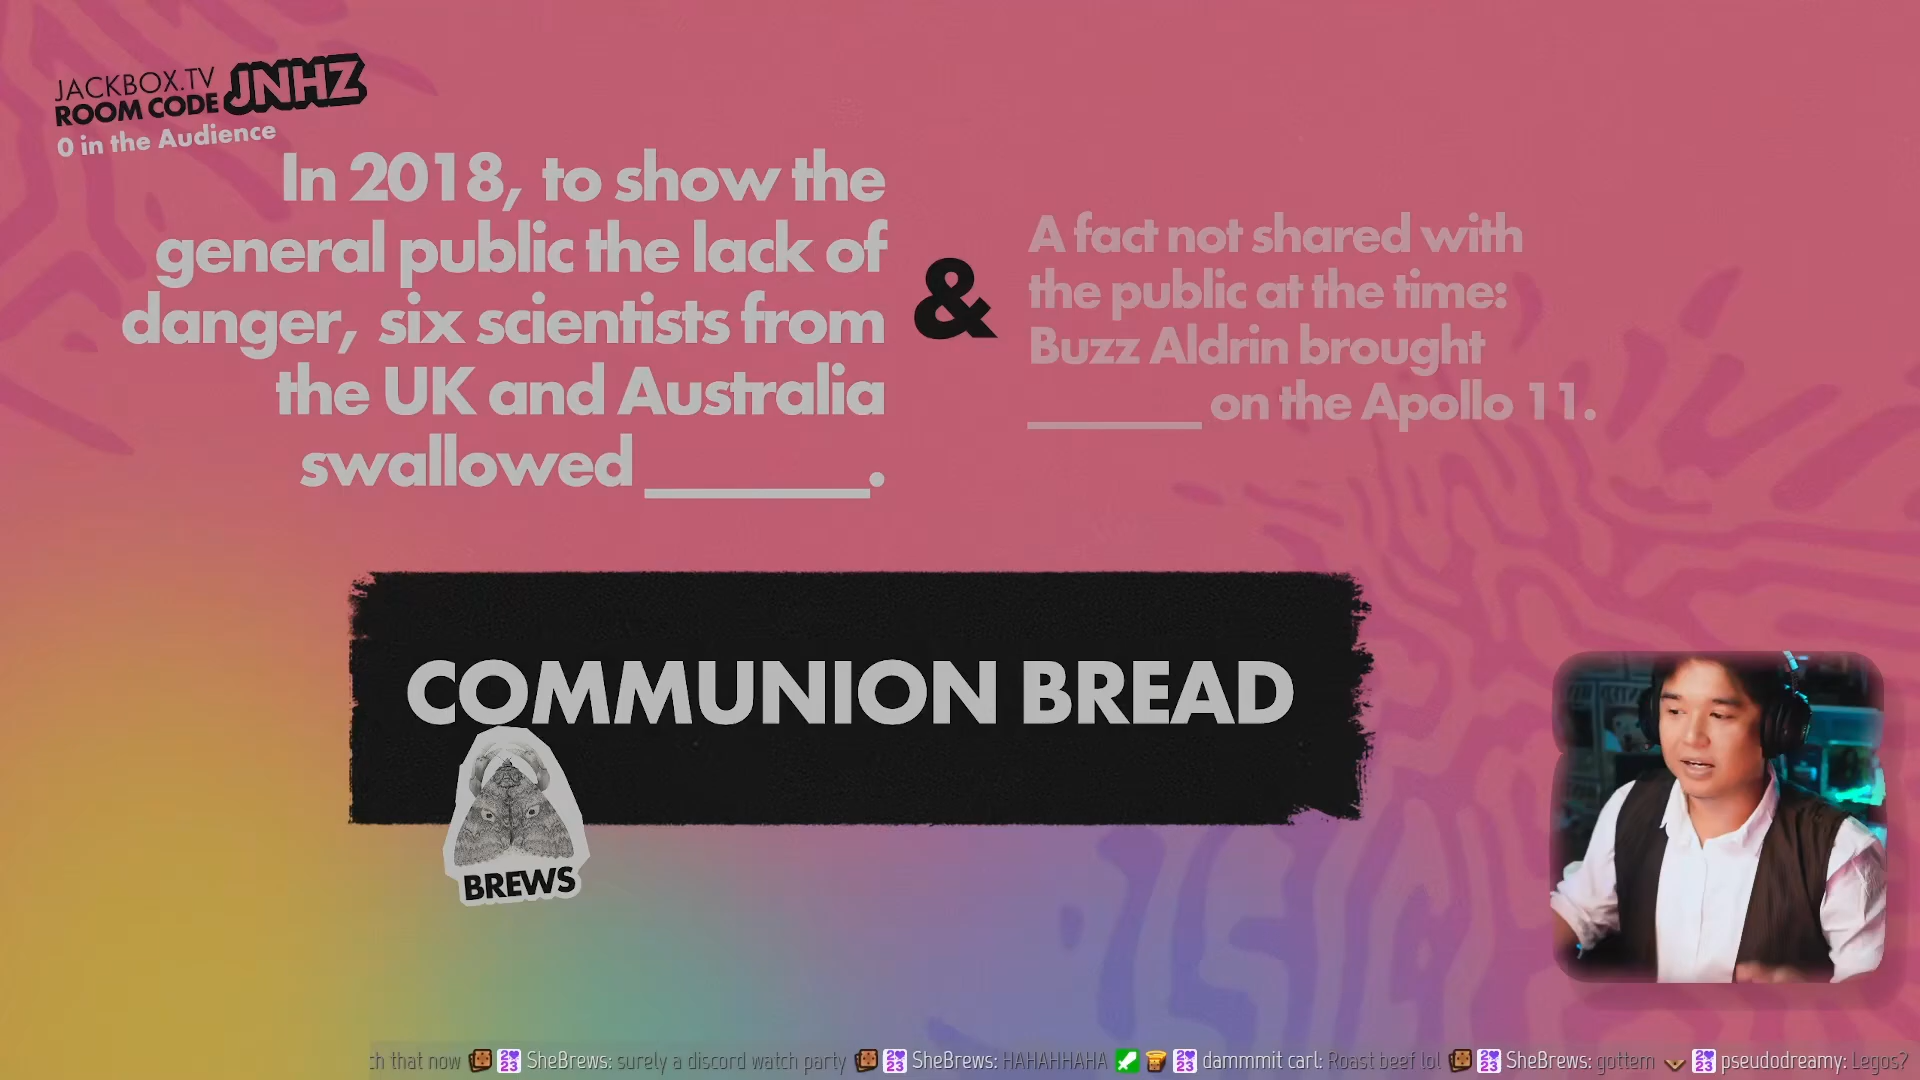 JACKBOX.TV
ROOM CODE JNHZ
0 in the Audience
In 2018, to show the
general public the lack of
danger, six scientists from
the UK and Australia
swallowed ______.
&
A fact not shared with
the public at the time:
Buzz Aldrin brought
______ on the Apollo 11.
COMMUNION BREAD
BREWS
ch that now SheBrews: surely a discord watch party SheBrews: HAHAHHAHA dammmit carl: Roast beef lol SheBrews: gottem pseudodreamy: Legos?